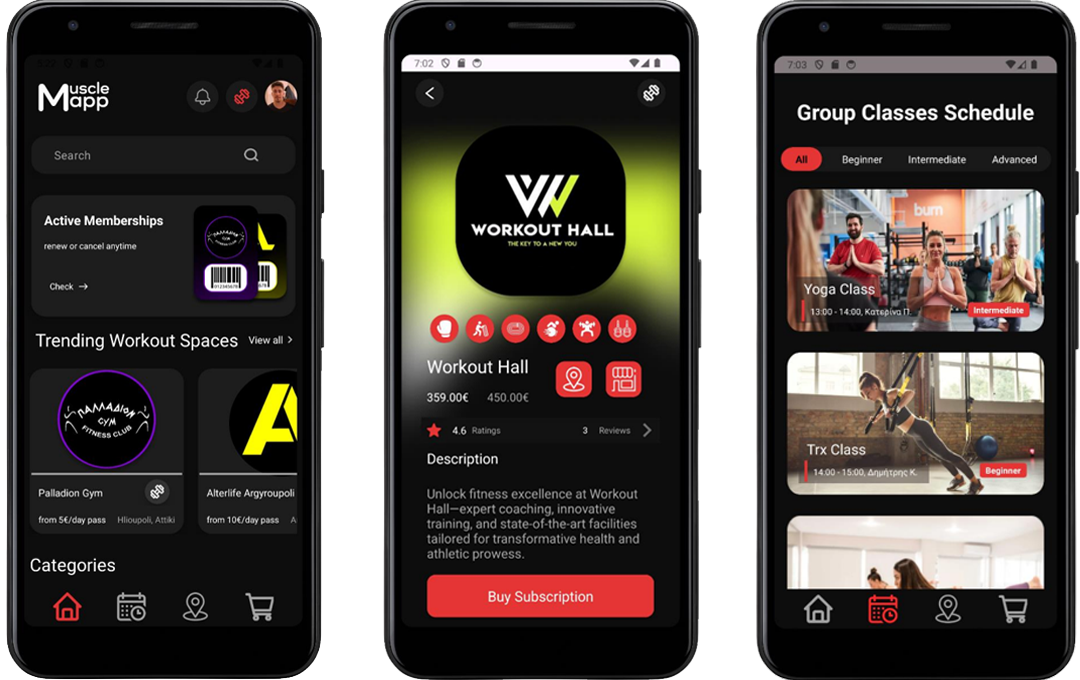 Muscle
Mapp
Search
Active Memberships
renew or cancel anytime
Check →
ΠΑΛΛΑΔΙΟΝ
GYM
Trending Workout Spaces
View all >
ΠΑΛΛΑΔΙΟΝ
GYM
FITNESS CLUB
Palladion Gym
from 5€/day pass
Hlioupoli, Attiki
Alterlife Argyroupoli
from 10€/day pass
A
Categories
7:02
WORKOUT HALL
THE KEY TO A NEW YOU
Workout Hall
359.00€
450.00€
4.6 Ratings
3 Reviews
Description
Unlock fitness excellence at Workout
Hall—expert coaching, innovative
training, and state-of-the-art facilities
tailored for transformative health and
athletic prowess.
Buy Subscription
7:03
Group Classes Schedule
All
Beginner
Intermediate
Advanced
burn
Yoga Class
13:00 - 14:00, Κατερίνα Π.
Intermediate
Trx Class
14:00 - 15:00, Δημήτρης Κ.
Beginner